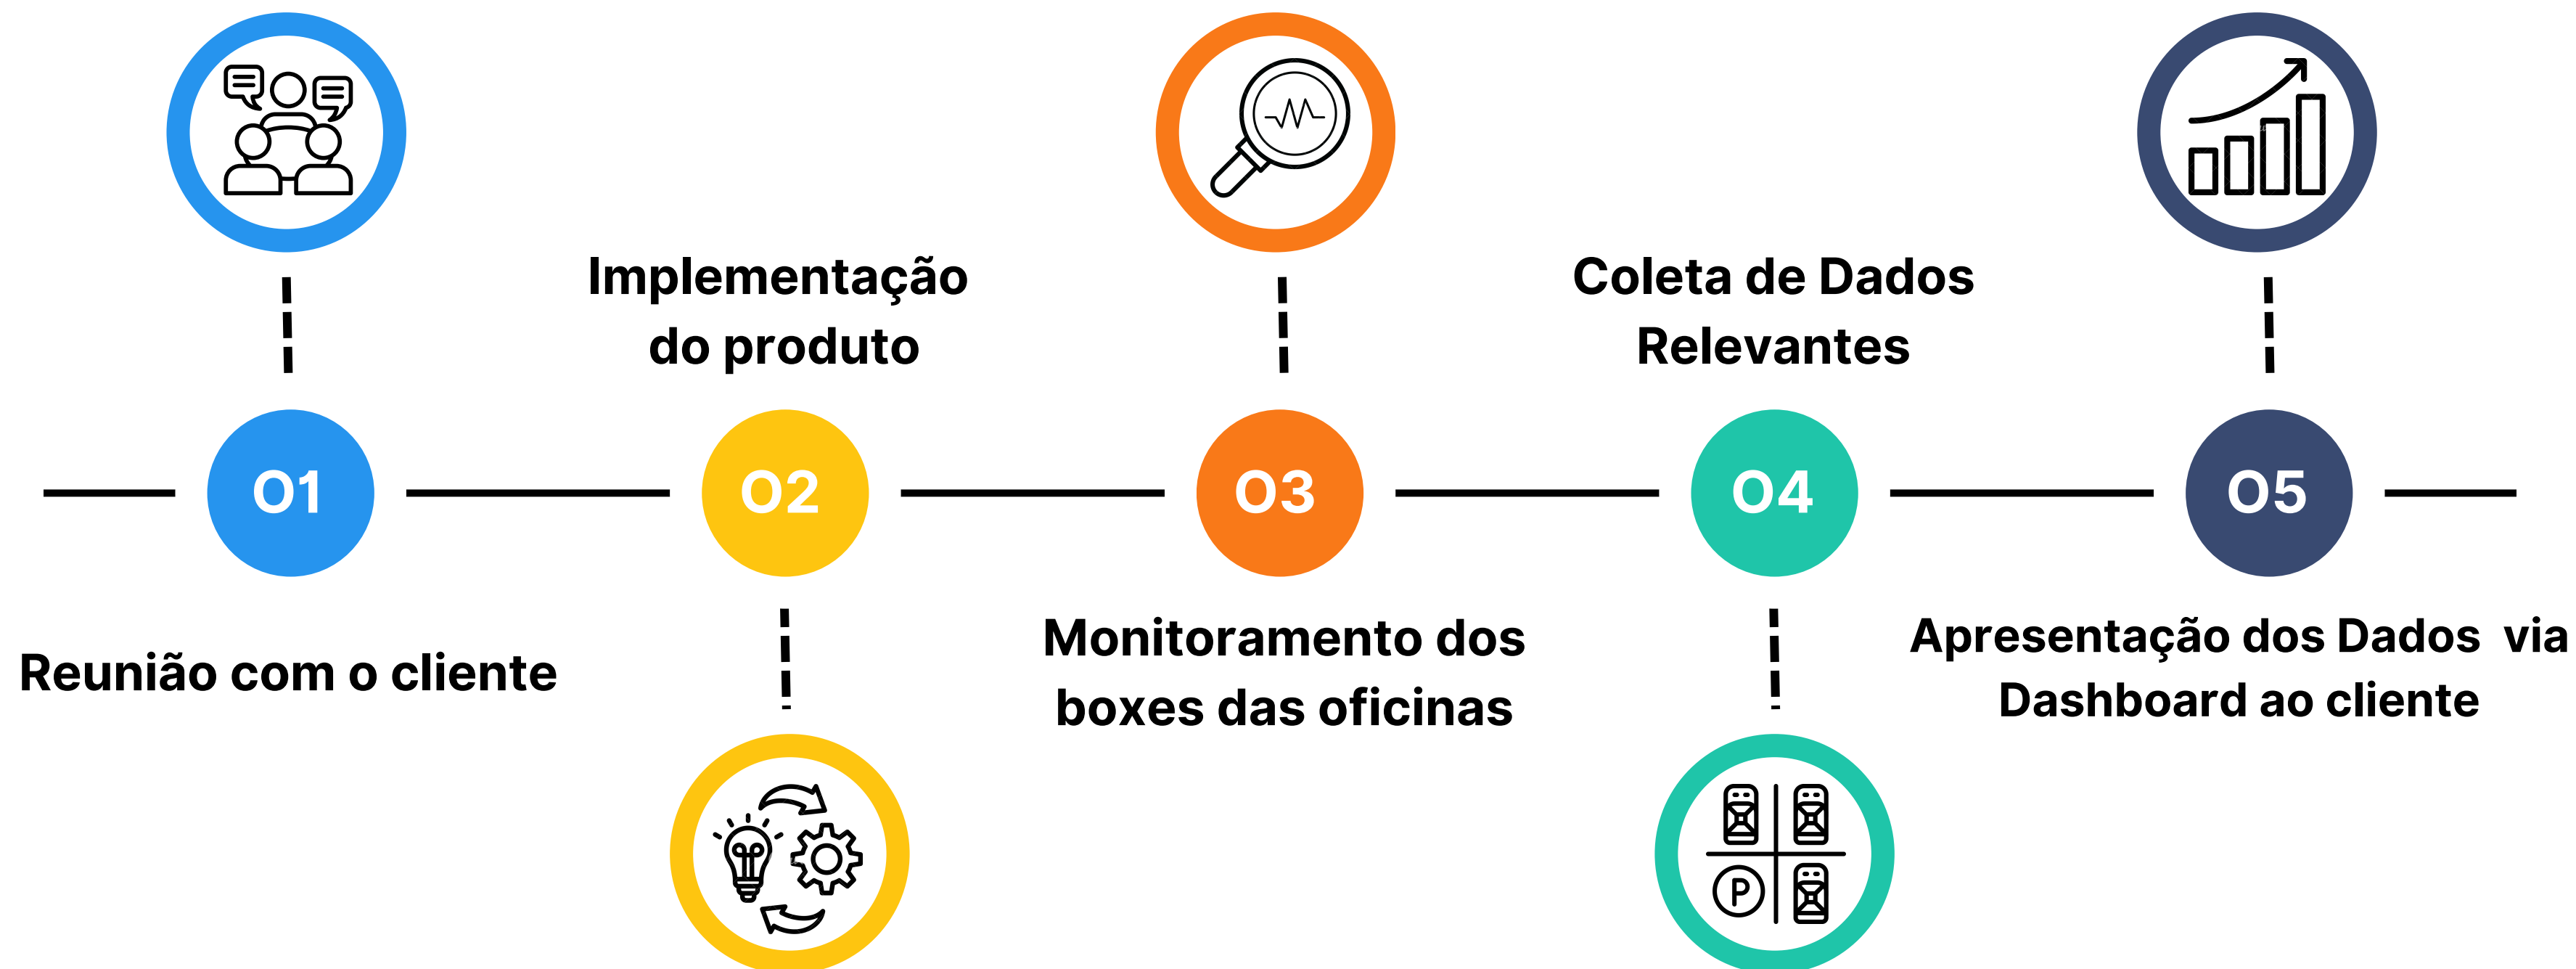 01
Reunião com o cliente
Implementação
do produto
02
03
Monitoramento dos
boxes das oficinas
Coleta de Dados
Relevantes
04
P
05
Apresentação dos Dados via
Dashboard ao cliente